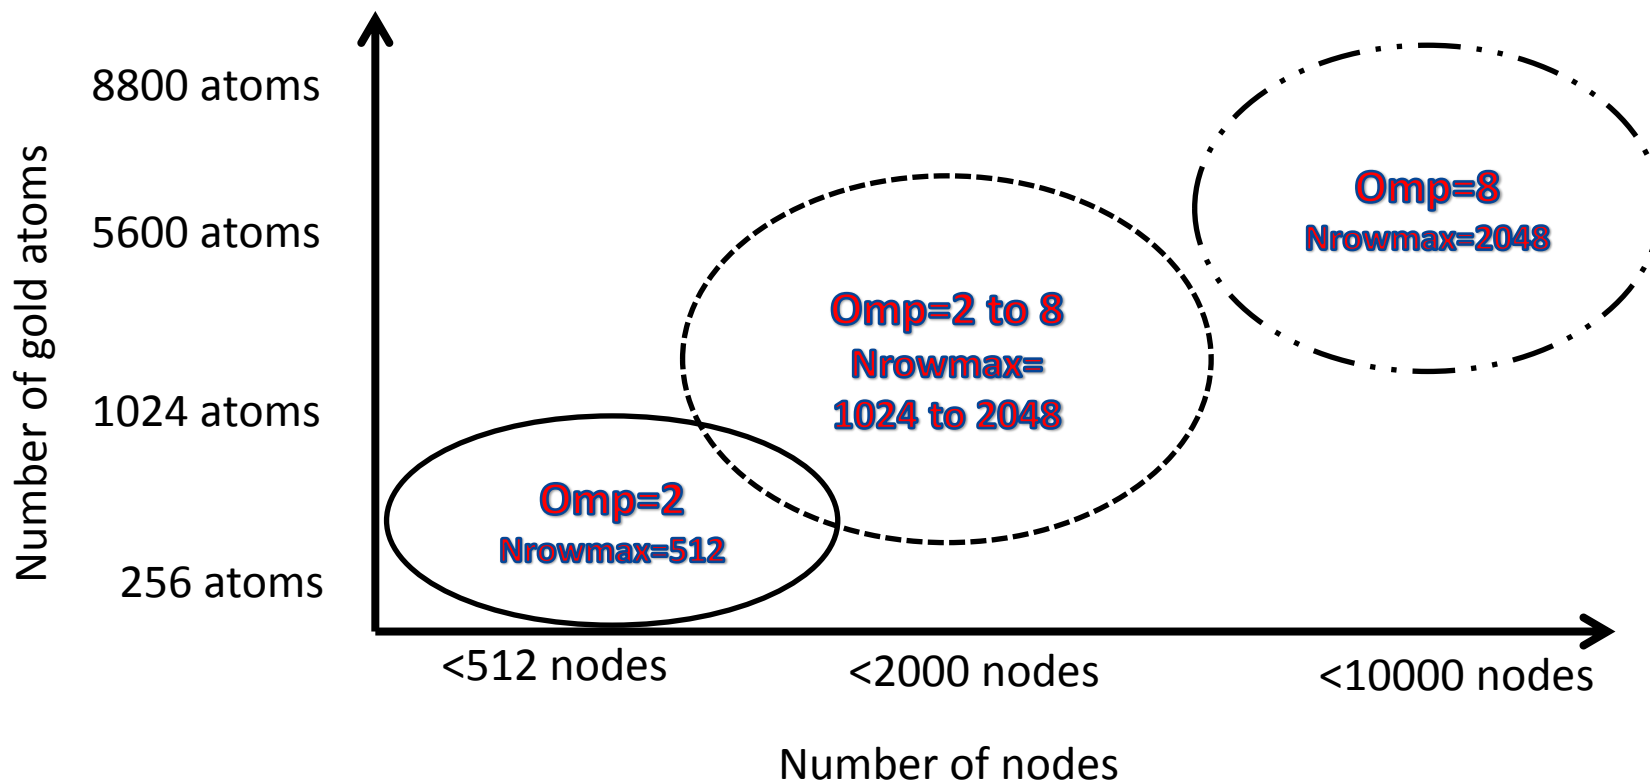 Number of gold atoms
8800 atoms
5600 atoms
1024 atoms
256 atoms
Omp=8
Nrowmax=2048
Omp=2 to 8
Nrowmax=
1024 to 2048
Omp=2
Nrowmax=512
<512 nodes
<2000 nodes
<10000 nodes
Number of nodes